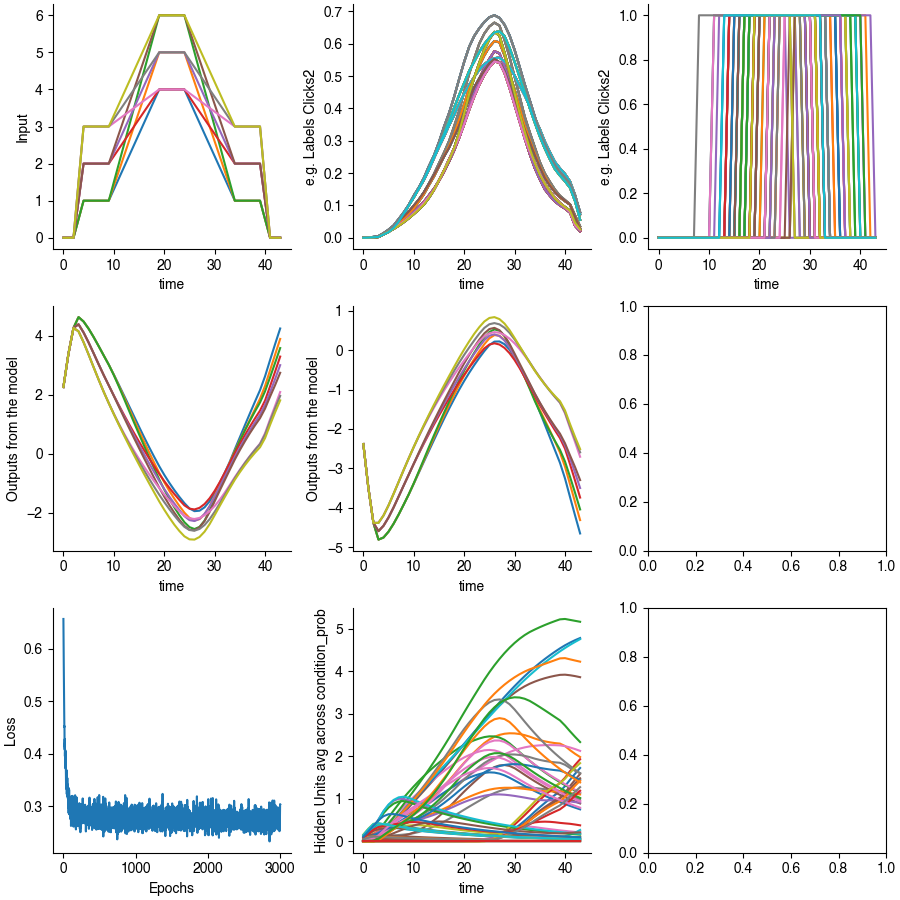 6
5
4
3
2
1
0
Input
0 10 20 30 40
time
0.7
0.6
0.5
0.4
0.3
0.2
0.1
0.0
e.g. Labels Clicks2
0 10 20 30 40
time
1.0
0.8
0.6
0.4
0.2
0.0
e.g. Labels Clicks2
0 10 20 30 40
time
4
2
0
−2
Outputs from the model
0 10 20 30 40
time
1
0
−1
−2
−3
−4
−5
Outputs from the model
0 10 20 30 40
time
1.0
0.8
0.6
0.4
0.2
0.0
0.0 0.2 0.4 0.6 0.8 1.0
0.6
0.5
0.4
0.3
Loss
0 1000 2000 3000
Epochs
5
4
3
2
1
0
Hidden Units avg across condition_prob
0 10 20 30 40
time
1.0
0.8
0.6
0.4
0.2
0.0
0.0 0.2 0.4 0.6 0.8 1.0